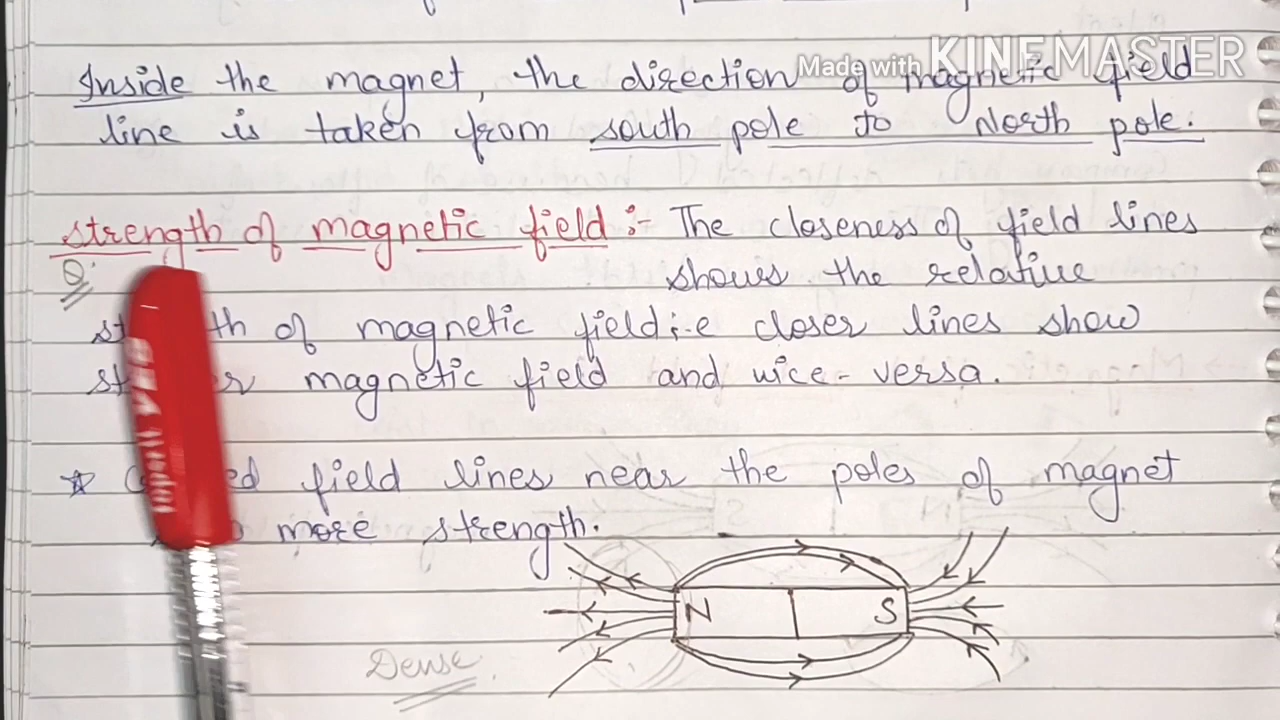 Made with KINEMASTER
Inside the magnet, the direction of magnetic field
line is taken from south pole to North pole.
strength of magnetic field :- The closeness of field lines
Q.
shows the relative
th of magnetic field i.e closer lines show
er magnetic field and vice-versa.
field lines near the poles of magnet
more strength.
N S
Dense